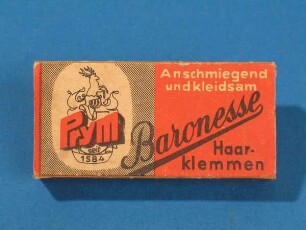 Anschmiegend
und kleidsam
Prym
seit
1584
Baronesse
Haar-
klemmen